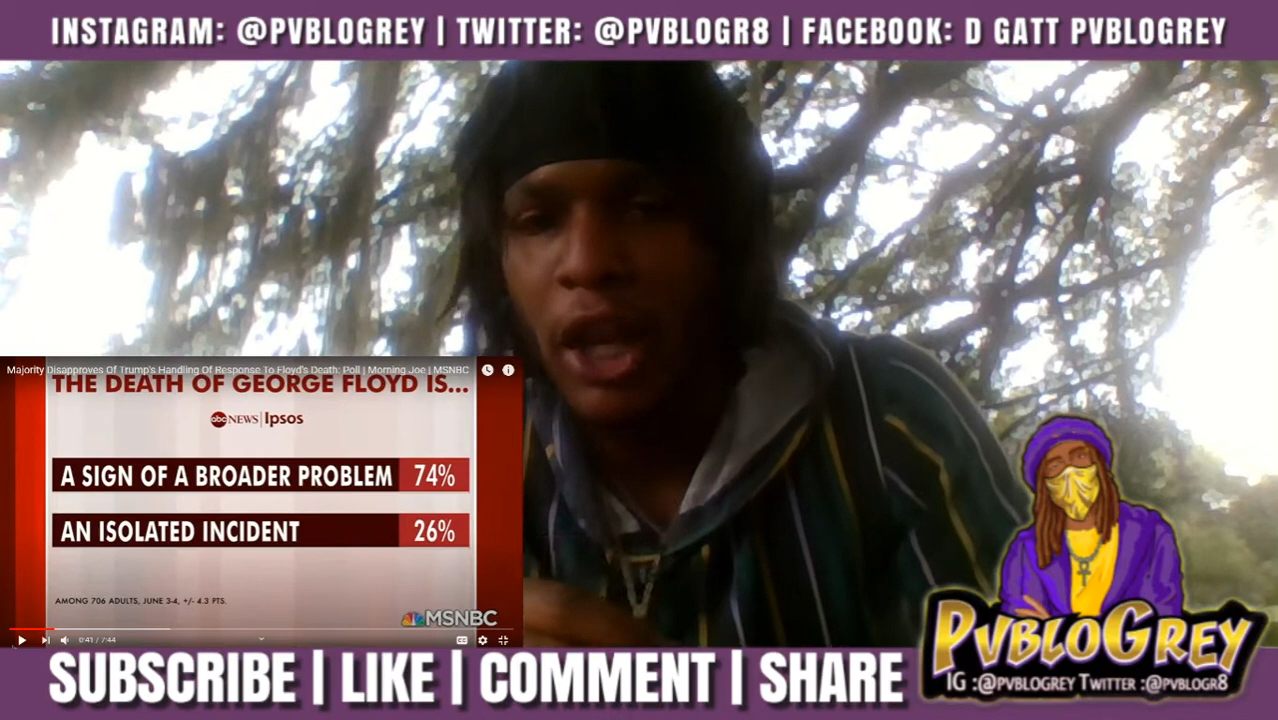 INSTAGRAM: @PVBLOGREY | TWITTER: @PVBLOGR8 | FACEBOOK: D GATT PVBLOGREY
Majority Disapproves Of Trump's Handling Of Response To Floyd's Death: Poll | Morning Joe | MSNBC
THE DEATH OF GEORGE FLOYD IS...
abc NEWS | Ipsos
A SIGN OF A BROADER PROBLEM 74%
AN ISOLATED INCIDENT 26%
AMONG 706 ADULTS, JUNE 3-4, +/- 4.3 PTS.
MSNBC
0:41 / 7:44
CC
PVBLOGREY
IG :@PVBLOGREY TWITTER :@PVBLOGR8
SUBSCRIBE | LIKE | COMMENT | SHARE